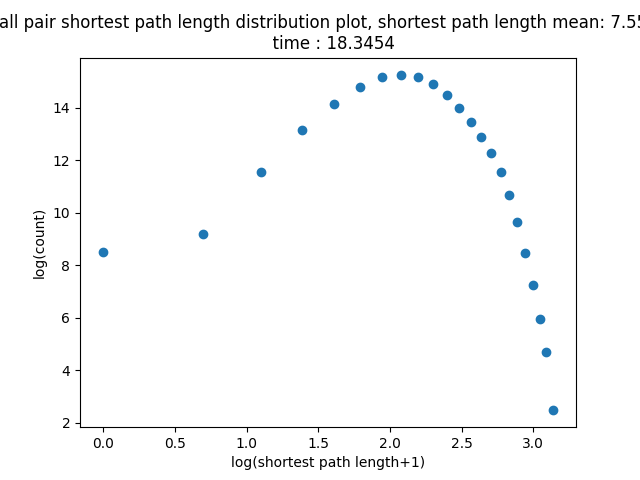 all pair shortest path length distribution plot, shortest path length mean: 7.55
time : 18.3454
14
12
10
8
6
4
2
log(count)
0.0 0.5 1.0 1.5 2.0 2.5 3.0
log(shortest path length+1)